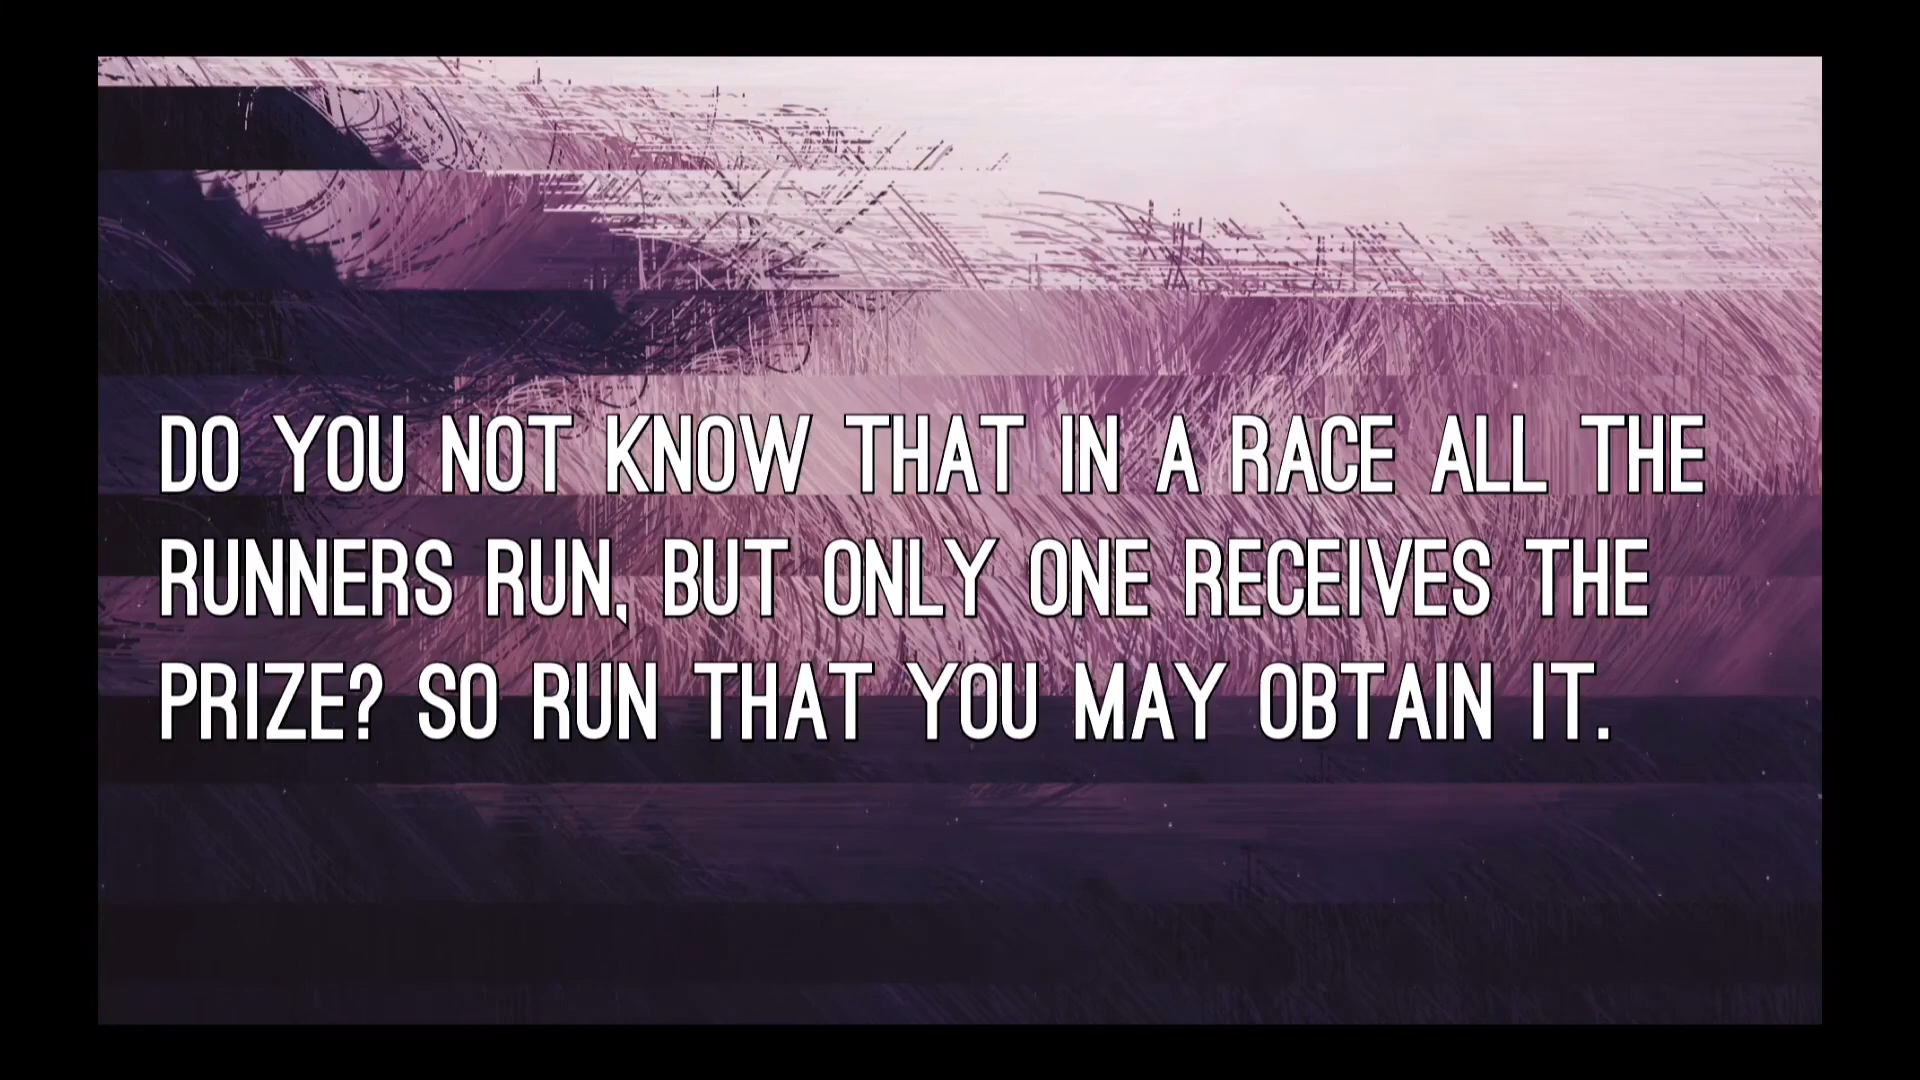 DO YOU NOT KNOW THAT IN A RACE ALL THE
RUNNERS RUN, BUT ONLY ONE RECEIVES THE
PRIZE? SO RUN THAT YOU MAY OBTAIN IT.